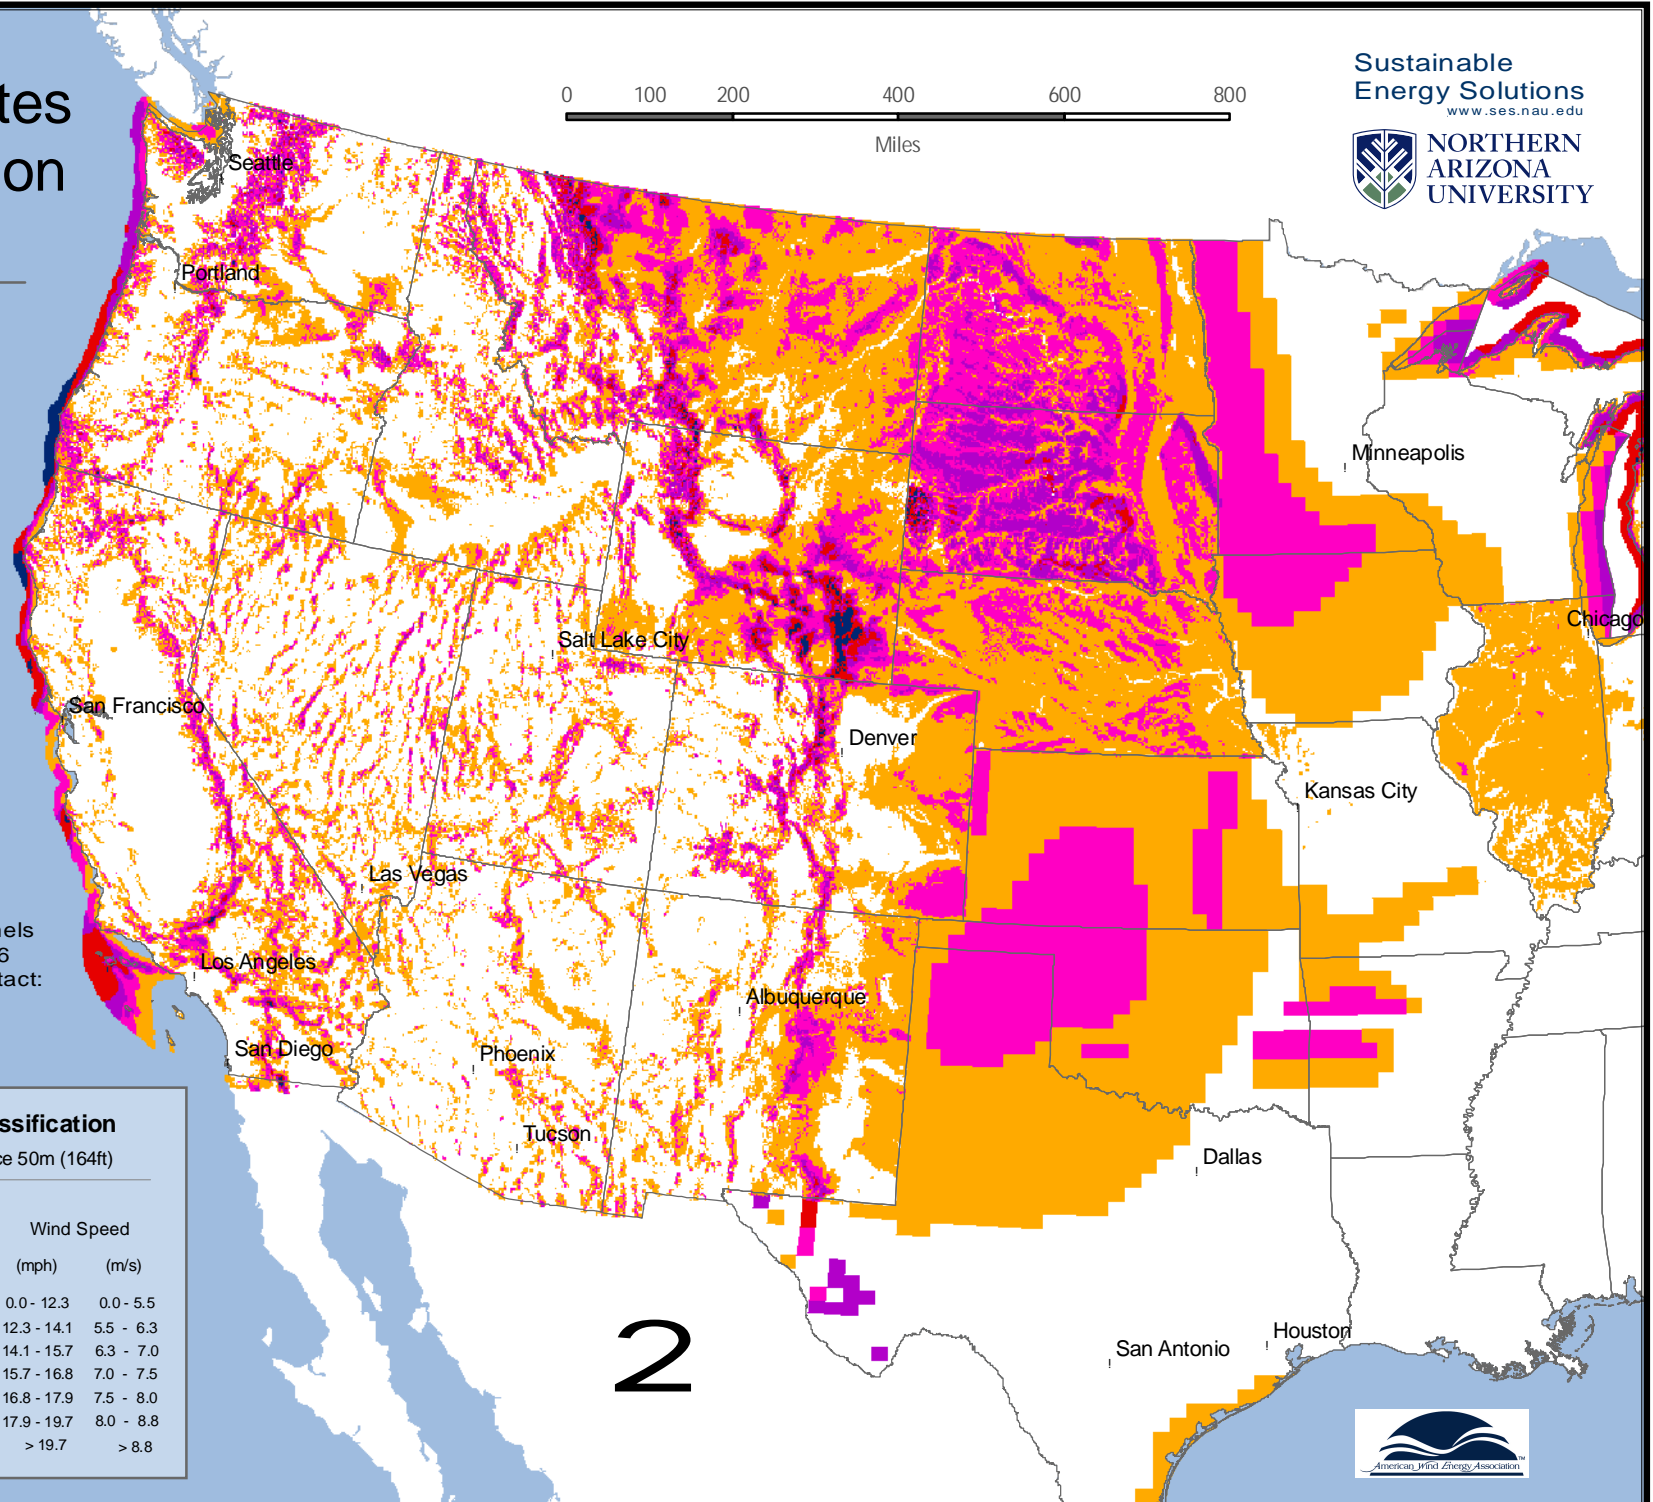 tes
on
0 100 200 400 600 800
Miles
Sustainable
Energy Solutions
www.ses.nau.edu
NORTHERN
ARIZONA
UNIVERSITY
Seattle
Portland
Minneapolis
Chicago
Salt Lake City
San Francisco
Denver
Kansas City
Las Vegas
nels
6
tact:
Los Angeles
Albuquerque
San Diego
Phoenix
Tucson
Dallas
San Antonio
Houston
2
ssification
ce 50m (164ft)
Wind Speed
(mph) (m/s)
0.0 - 12.3 0.0 - 5.5
12.3 - 14.1 5.5 - 6.3
14.1 - 15.7 6.3 - 7.0
15.7 - 16.8 7.0 - 7.5
16.8 - 17.9 7.5 - 8.0
17.9 - 19.7 8.0 - 8.8
> 19.7 > 8.8
American Wind Energy Association